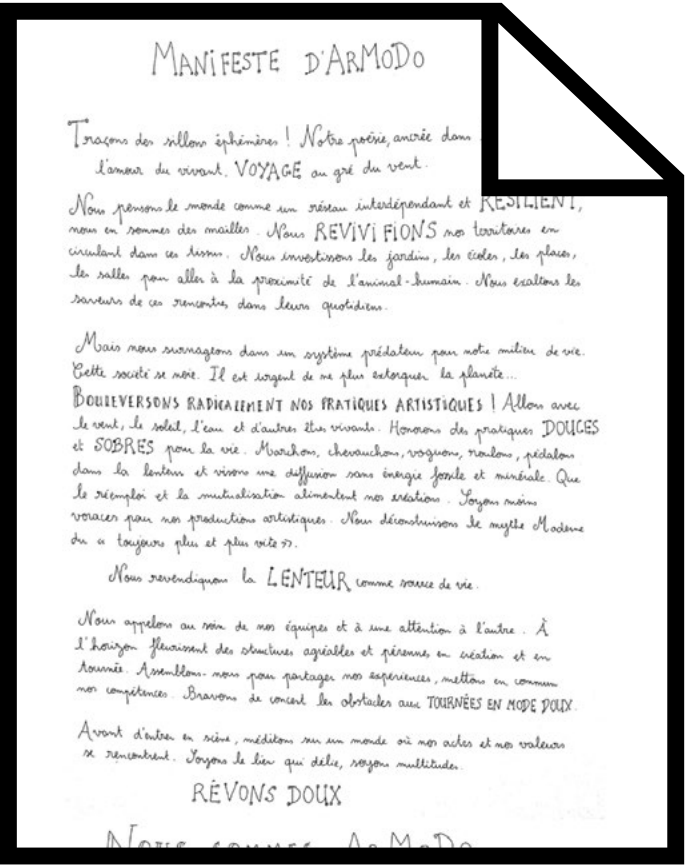 MANIFESTE D'ARMODO
Traçons des sillons éphémères ! Notre poésie, ancrée dans
l'amour du vivant, VOYAGE au gré du vent.
Nous pensons le monde comme un réseau interdépendant et RÉSILIENT,
nous en sommes des mailles. Nous REVIVIFIONS nos territoires en
circulant dans ces tissus. Nous investissons les jardins, les écoles, les places,
les salles pour aller à la proximité de l'animal-humain. Nous exaltons les
saveurs de ces rencontres dans leurs quotidiens.
Mais nous surnageons dans un système prédateur pour notre milieu de vie.
Cette société se noie. Il est urgent de ne plus extorquer la planète...
BOULEVERSONS RADICALEMENT NOS PRATIQUES ARTISTIQUES ! Allons avec
le vent, le soleil, l'eau et d'autres êtres vivants. Honorons des pratiques DOUCES
et SOBRES pour la vie. Marchons, chevauchons, voguons, roulons, pédalons
dans la lenteur et visons une diffusion sans énergie fossile et minérale. Que
le réemploi et la mutualisation alimentent nos créations. Soyons moins
voraces pour nos productions artistiques. Nous déconstruisons le mythe Moderne
du « toujours plus et plus vite ».
Nous revendiquons la LENTEUR comme source de vie.
Nous appelons au soin de nos équipes et à une attention à l'autre. À
l'horizon fleurissent des structures agréables et pérennes en création et en
tournée. Assemblons-nous pour partager nos expériences, mettons en commun
nos compétences. Bravons de concert les obstacles aux TOURNÉES EN MODE DOUX.
Avant d'entrer en scène, méditons sur un monde où nos actes et nos valeurs
se rencontrent. Soyons le lien qui délie, soyons multitudes.
RÊVONS DOUX
NOUS SOMMES ARMODO